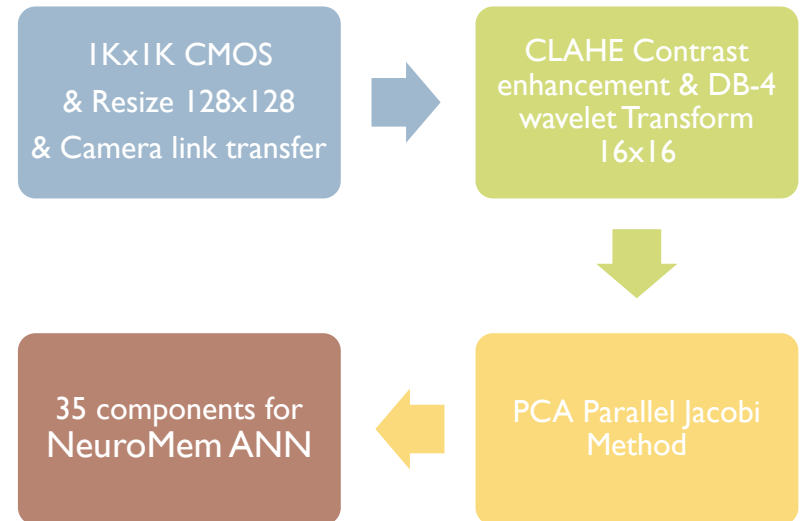 1Kx1K CMOS
& Resize 128x128
& Camera link transfer
CLAHE Contrast
enhancement & DB-4
wavelet Transform
16x16
35 components for
NeuroMem ANN
PCA Parallel Jacobi
Method